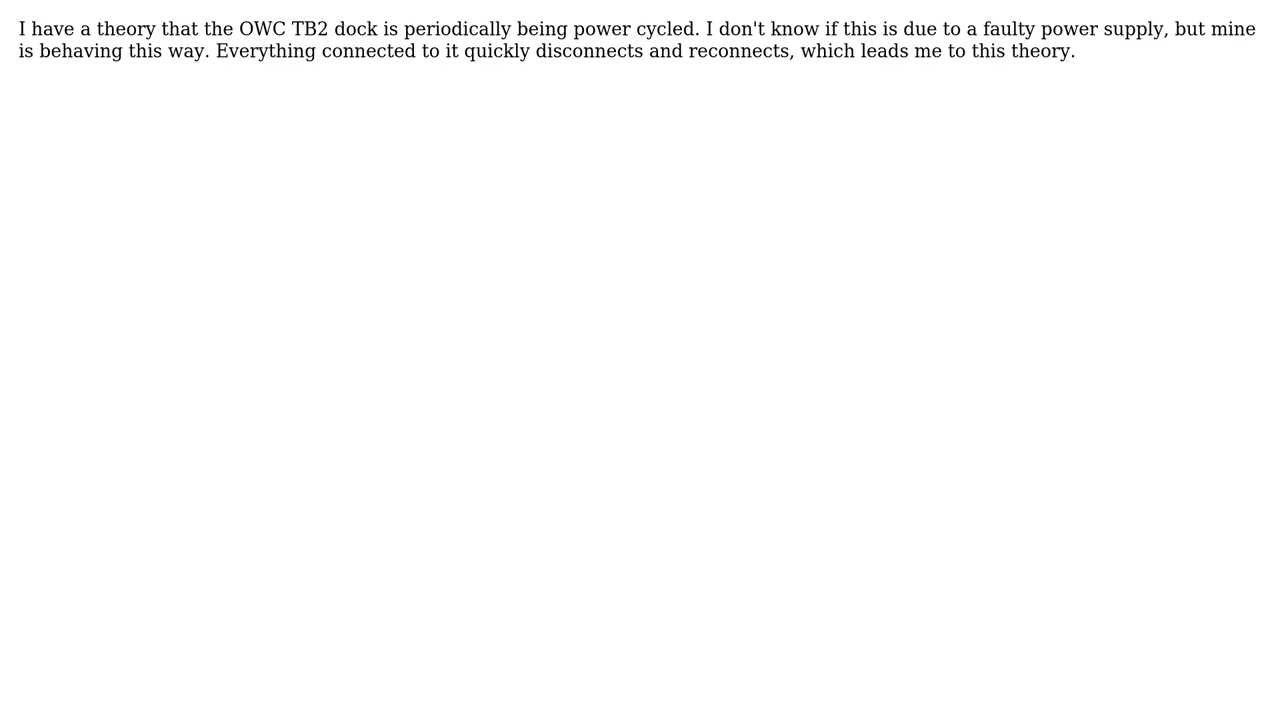 I have a theory that the OWC TB2 dock is periodically being power cycled. I don't know if this is due to a faulty power supply, but mine
is behaving this way. Everything connected to it quickly disconnects and reconnects, which leads me to this theory.